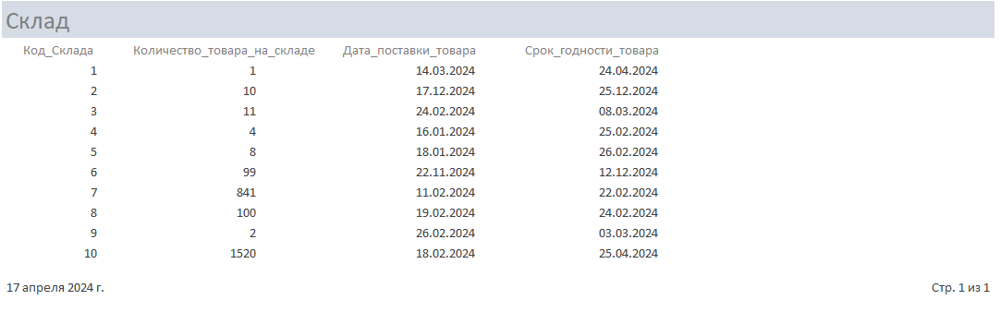 Склад
Код_Склада Количество_товара_на_складе Дата_поставки_товара Срок_годности_товара
1 1 14.03.2024 24.04.2024
2 10 17.12.2024 25.12.2024
3 11 24.02.2024 08.03.2024
4 4 16.01.2024 25.02.2024
5 8 18.01.2024 26.02.2024
6 99 22.11.2024 12.12.2024
7 841 11.02.2024 22.02.2024
8 100 19.02.2024 24.02.2024
9 2 26.02.2024 03.03.2024
10 1520 18.02.2024 25.04.2024
17 апреля 2024 г. Стр. 1 из 1